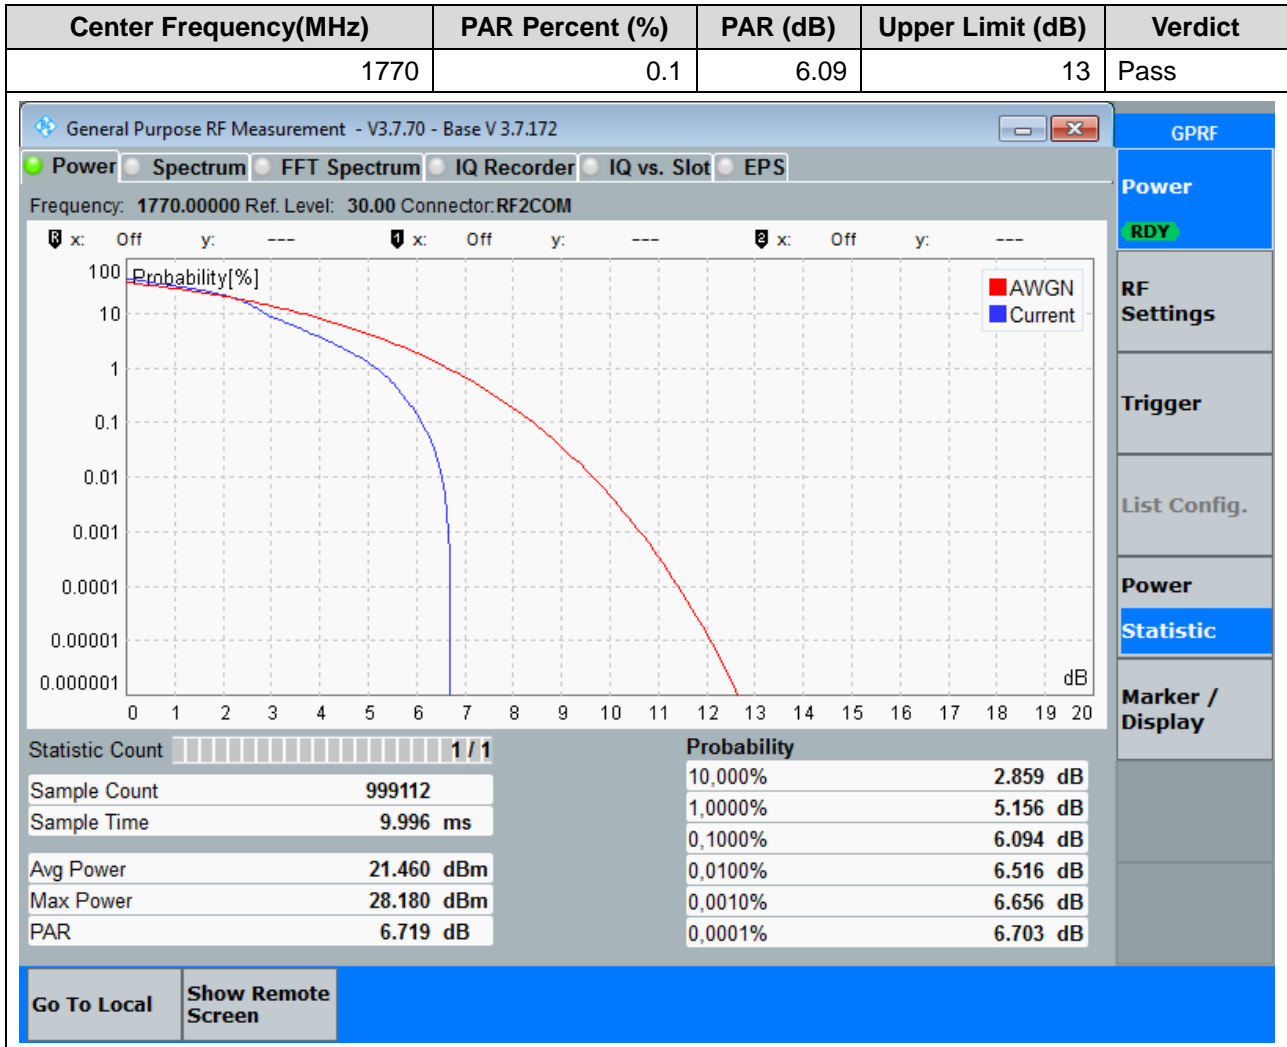 Center Frequency(MHz) PAR Percent (%) PAR (dB) Upper Limit (dB) Verdict
1770 0.1 6.09 13 Pass
General Purpose RF Measurement - V3.7.70 - Base V 3.7.172
GPRF
Power Spectrum FFT Spectrum IQ Recorder IQ vs. Slot EPS
Frequency: 1770.00000 Ref. Level: 30.00 Connector:RF2COM
R x: Off y: --- 1 x: Off y: --- 2 x: Off y: ---
Probability[%]
AWGN
Current
100
10
1
0.1
0.01
0.001
0.0001
0.00001
0.000001
dB
0 1 2 3 4 5 6 7 8 9 10 11 12 13 14 15 16 17 18 19 20
Statistic Count 1 / 1
Sample Count 999112
Sample Time 9.996 ms
Avg Power 21.460 dBm
Max Power 28.180 dBm
PAR 6.719 dB
Probability
10,000% 2.859 dB
1,0000% 5.156 dB
0,1000% 6.094 dB
0,0100% 6.516 dB
0,0010% 6.656 dB
0,0001% 6.703 dB
Power
RDY
RF
Settings
Trigger
List Config.
Power
Statistic
Marker /
Display
Go To Local
Show Remote
Screen